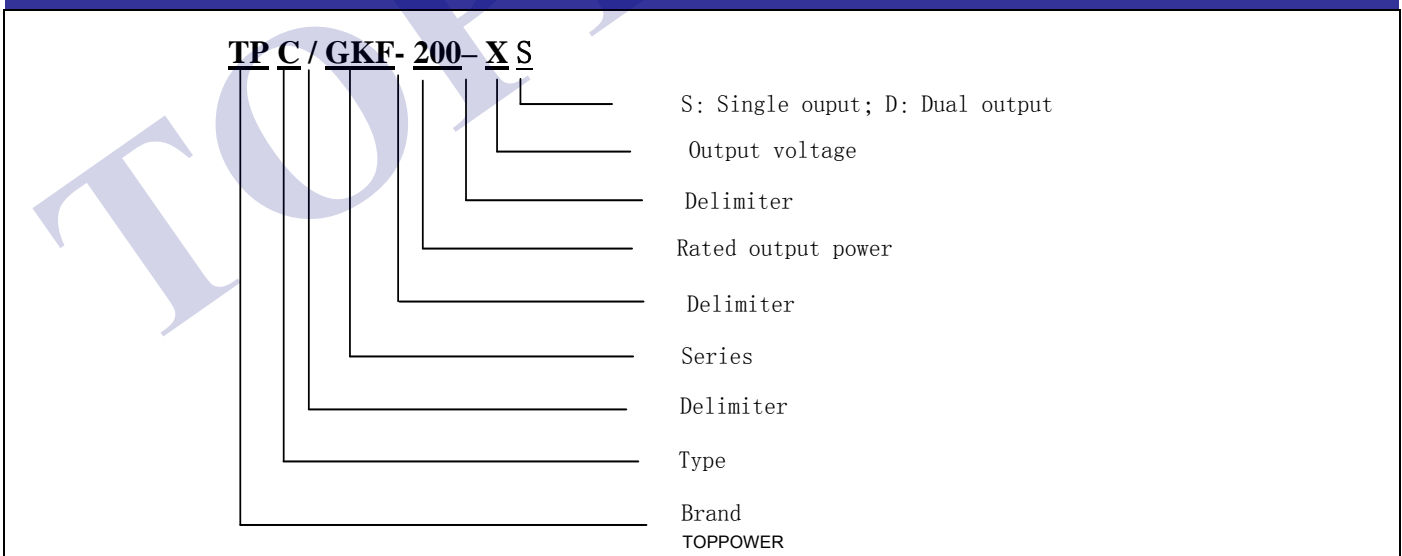 TP C / GKF- 200– X S
S: Single ouput; D: Dual output
Output voltage
Delimiter
Rated output power
Delimiter
Series
Delimiter
Type
Brand
TOPPOWER
TOP